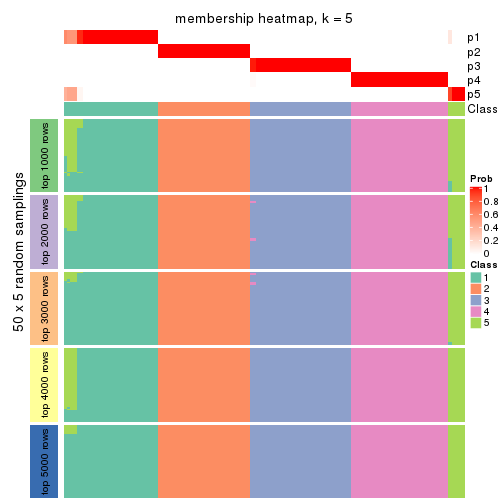 membership heatmap, k = 5
p1
p2
p3
p4
p5
Class
50 x 5 random samplings
top 1000 rows
top 2000 rows
top 3000 rows
top 4000 rows
top 5000 rows
Prob
1
0.8
0.6
0.4
0.2
0
Class
1
2
3
4
5